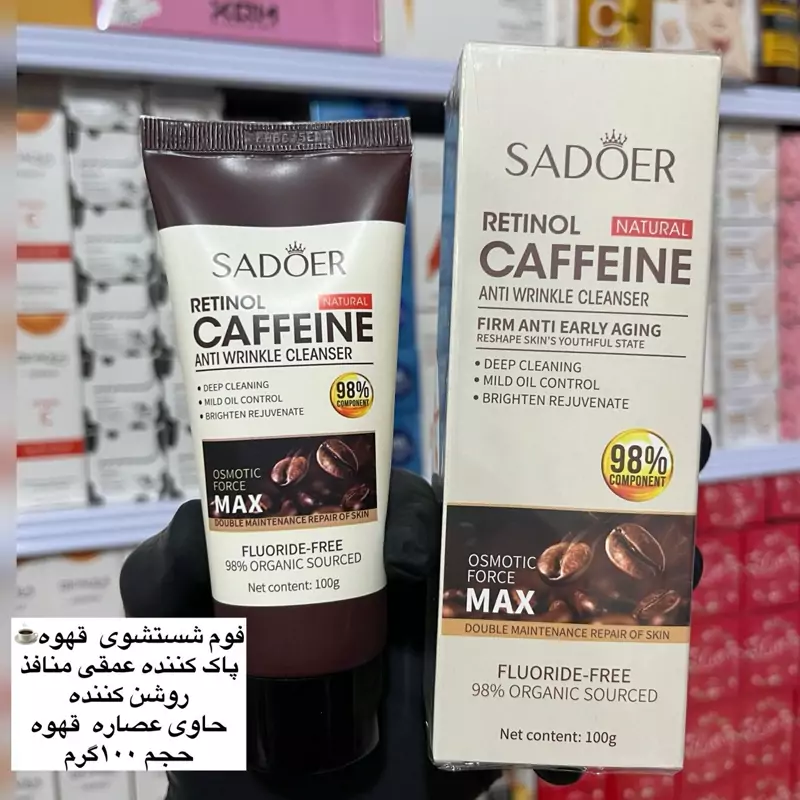 SADOER
RETINOL NATURAL
CAFFEINE
ANTI WRINKLE CLEANSER
• DEEP CLEANING
• MILD OIL CONTROL
• BRIGHTEN REJUVENATE
98%
COMPONENT
OSMOTIC
FORCE
MAX
DOUBLE MAINTENANCE REPAIR OF SKIN
FLUORIDE-FREE
98% ORGANIC SOURCED
Net content: 100g
SADOER
RETINOL NATURAL
CAFFEINE
ANTI WRINKLE CLEANSER
FIRM ANTI EARLY AGING
RESHAPE SKIN'S YOUTHFUL STATE
• DEEP CLEANING
• MILD OIL CONTROL
• BRIGHTEN REJUVENATE
98%
COMPONENT
OSMOTIC
FORCE
MAX
DOUBLE MAINTENANCE REPAIR OF SKIN
FLUORIDE-FREE
98% ORGANIC SOURCED
Net content: 100g
فوم شستشوی قهوه☕
پاک کننده عمقی منافذ
روشن کننده
حاوی عصاره قهوه
حجم ۱۰۰گرم